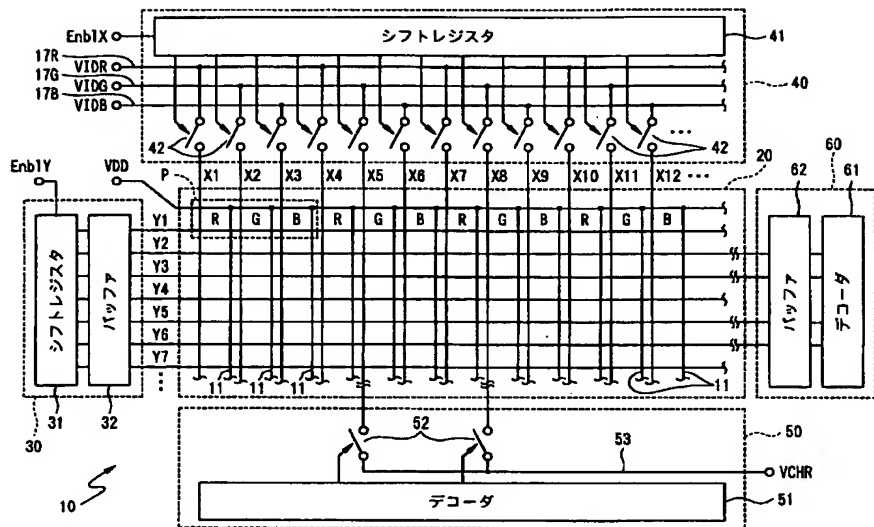 EnblX
シフトレジスタ
41
17R
VIDR
17G
VIDG
17B
VIDB
40
42
42
EnblY
VDD
P
X1 X2 X3 X4 X5 X6 X7 X8 X9 X10 X11 X12 ...
20
62
60
61
R G B R G B R G B R G B
Y1
Y2
Y3
Y4
Y5
Y6
Y7
シフトレジスタ
バッファ
バッファ
デコーダ
11 11 11 11
30
31
32
52
53
50
VCHR
デコーダ
51
10